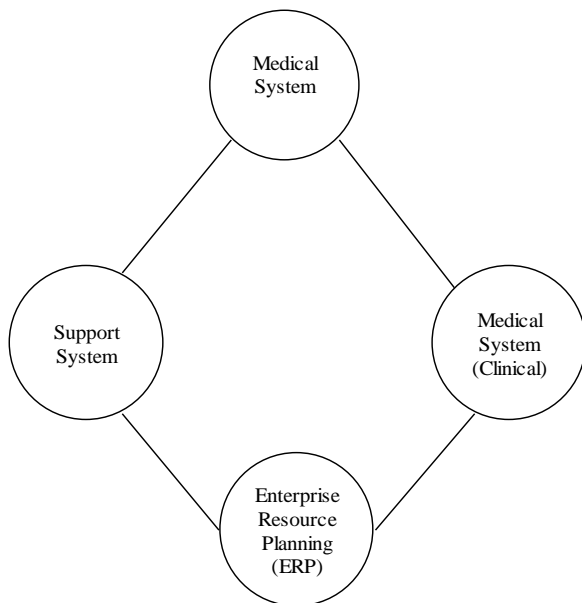 Medical
System
Support
System
Medical
System
(Clinical)
Enterprise
Resource
Planning
(ERP)